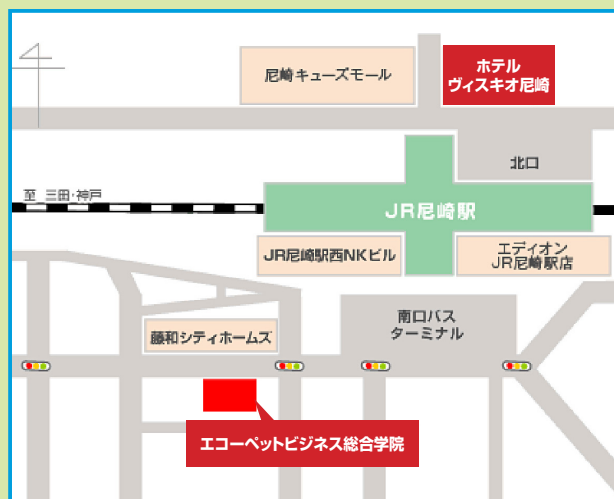 尼崎キューズモール
ホテル
ヴィスキオ尼崎
北口
至 三田・神戸
JR尼崎駅
JR尼崎駅西NKビル
エディオン
JR尼崎駅店
南口バス
ターミナル
藤和シティホームズ
エコーペットビジネス総合学院